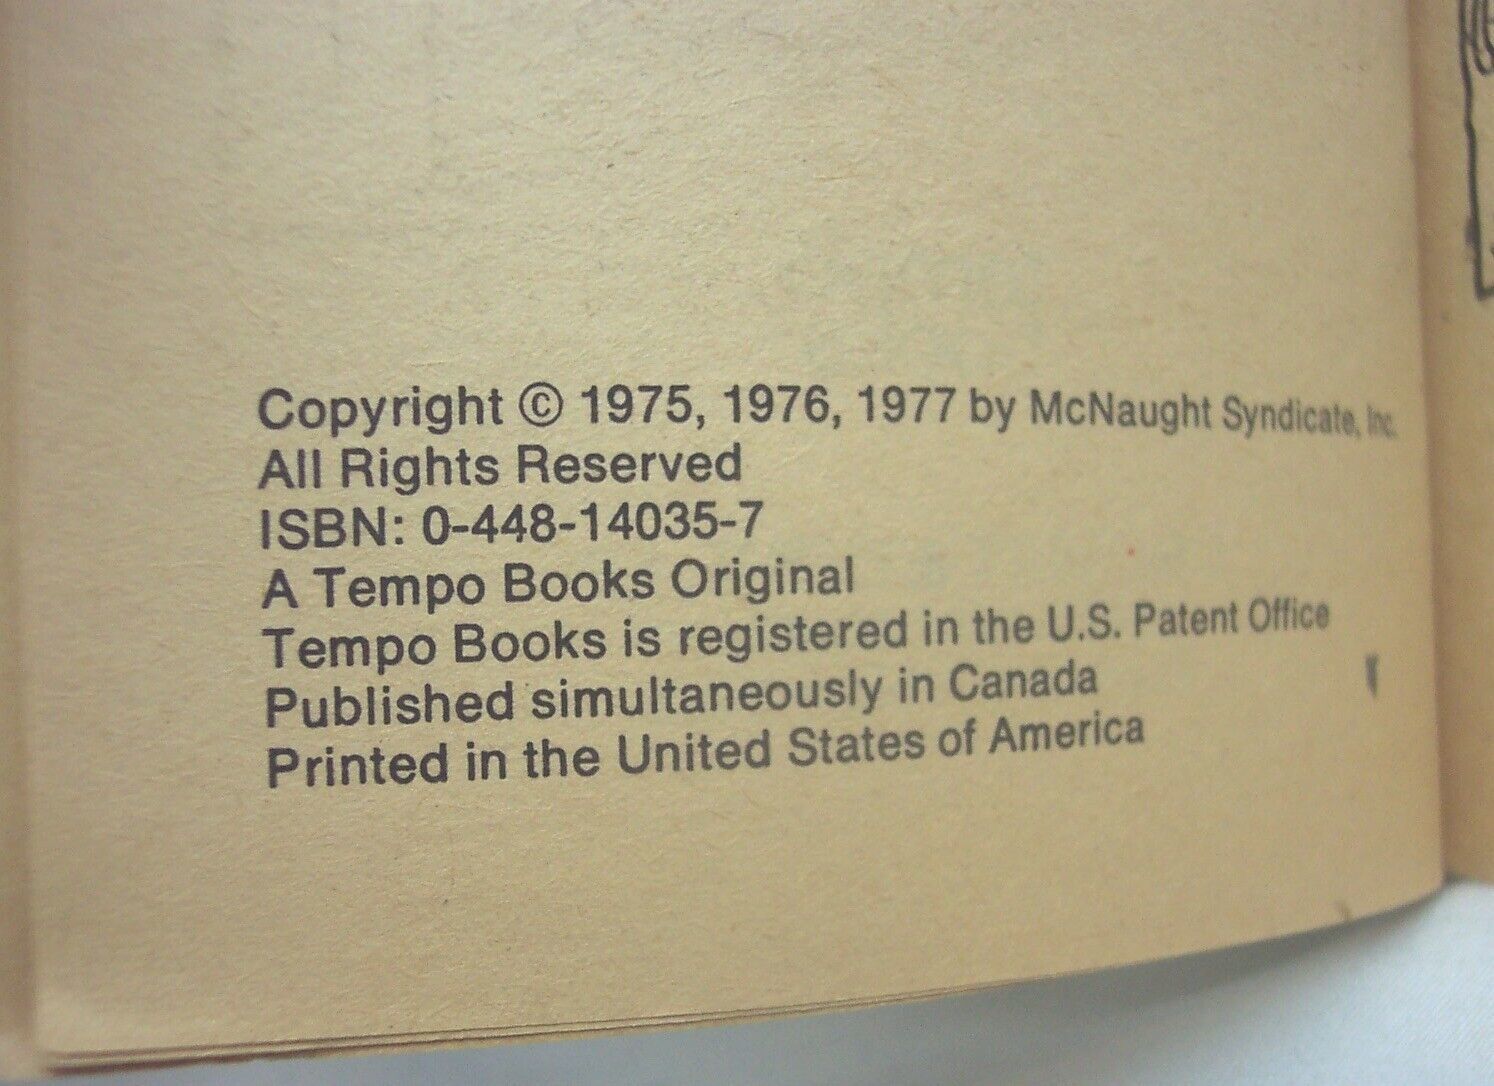 Copyright © 1975, 1976, 1977 by McNaught Syndicate, Inc.
All Rights Reserved
ISBN: 0-448-14035-7
A Tempo Books Original
Tempo Books is registered in the U.S. Patent Office
Published simultaneously in Canada
Printed in the United States of America